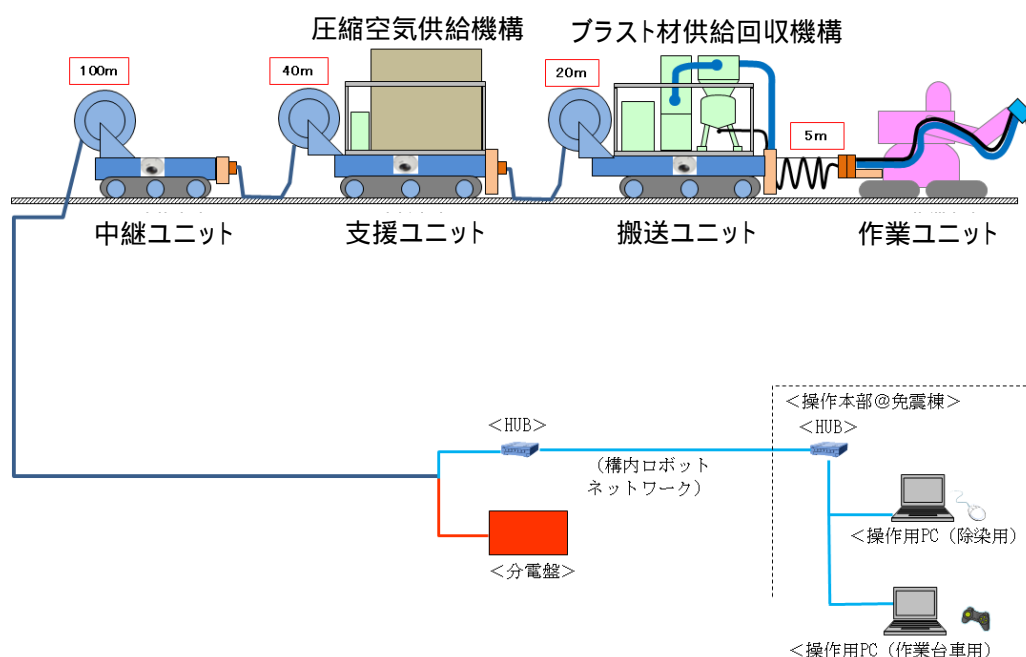 圧縮空気供給機構
ブラスト材供給回収機構
100m
40m
20m
5m
中継ユニット
支援ユニット
搬送ユニット
作業ユニット
＜操作本部@免震棟＞
＜HUB＞
＜HUB＞
（構内ロボット
ネットワーク）
＜操作用PC（除染用）
＜分電盤＞
＜操作用PC（作業台車用）